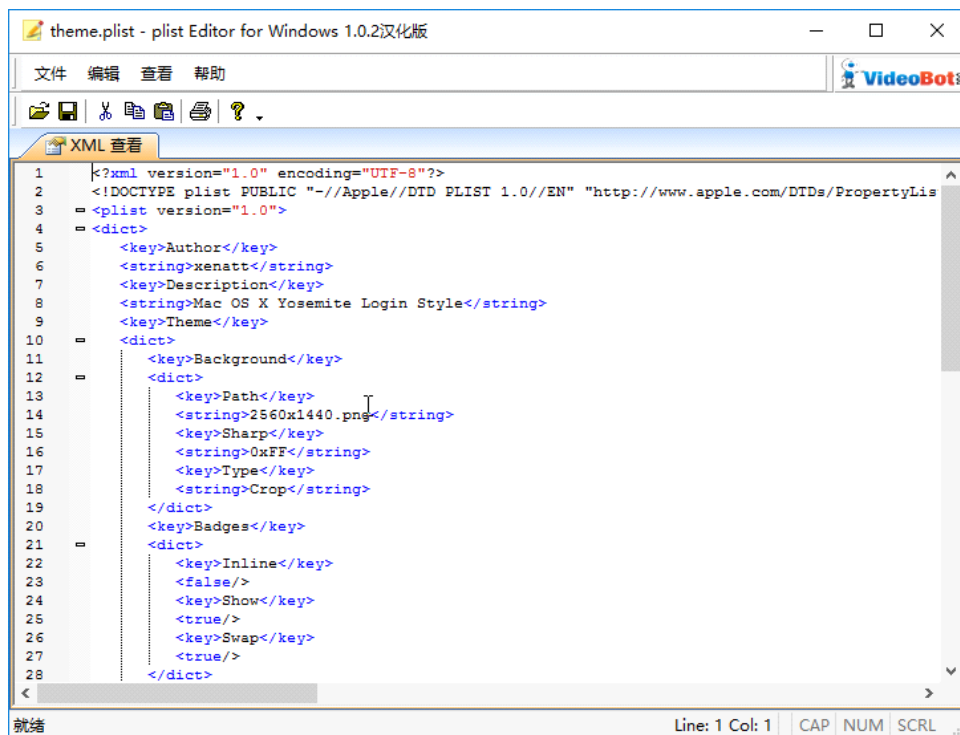 theme.plist - plist Editor for Windows 1.0.2汉化版
文件 编辑 查看 帮助
VideoBot
XML 查看
1 <?xml version="1.0" encoding="UTF-8"?>
2 <!DOCTYPE plist PUBLIC "-//Apple//DTD PLIST 1.0//EN" "http://www.apple.com/DTDs/PropertyLis
3 <plist version="1.0">
4 <dict>
5 <key>Author</key>
6 <string>xenatt</string>
7 <key>Description</key>
8 <string>Mac OS X Yosemite Login Style</string>
9 <key>Theme</key>
10 <dict>
11 <key>Background</key>
12 <dict>
13 <key>Path</key>
14 <string>2560x1440.png</string>
15 <key>Sharp</key>
16 <string>0xFF</string>
17 <key>Type</key>
18 <string>Crop</string>
19 </dict>
20 <key>Badges</key>
21 <dict>
22 <key>Inline</key>
23 <false/>
24 <key>Show</key>
25 <true/>
26 <key>Swap</key>
27 <true/>
28 </dict>
就绪 Line: 1 Col: 1 CAP NUM SCRL